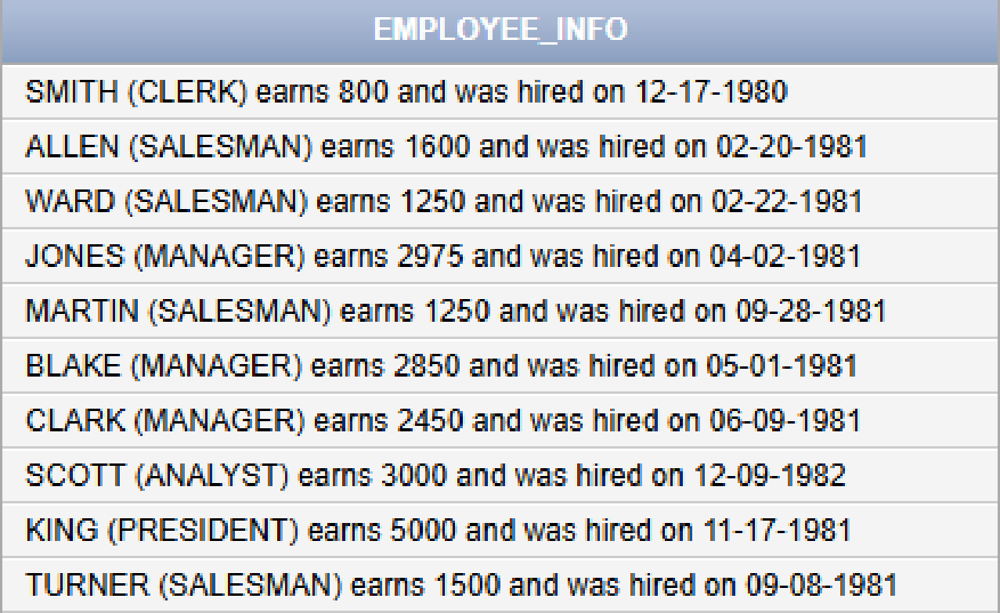 EMPLOYEE_INFO
SMITH (CLERK) earns 800 and was hired on 12-17-1980
ALLEN (SALESMAN) earns 1600 and was hired on 02-20-1981
WARD (SALESMAN) earns 1250 and was hired on 02-22-1981
JONES (MANAGER) earns 2975 and was hired on 04-02-1981
MARTIN (SALESMAN) earns 1250 and was hired on 09-28-1981
BLAKE (MANAGER) earns 2850 and was hired on 05-01-1981
CLARK (MANAGER) earns 2450 and was hired on 06-09-1981
SCOTT (ANALYST) earns 3000 and was hired on 12-09-1982
KING (PRESIDENT) earns 5000 and was hired on 11-17-1981
TURNER (SALESMAN) earns 1500 and was hired on 09-08-1981